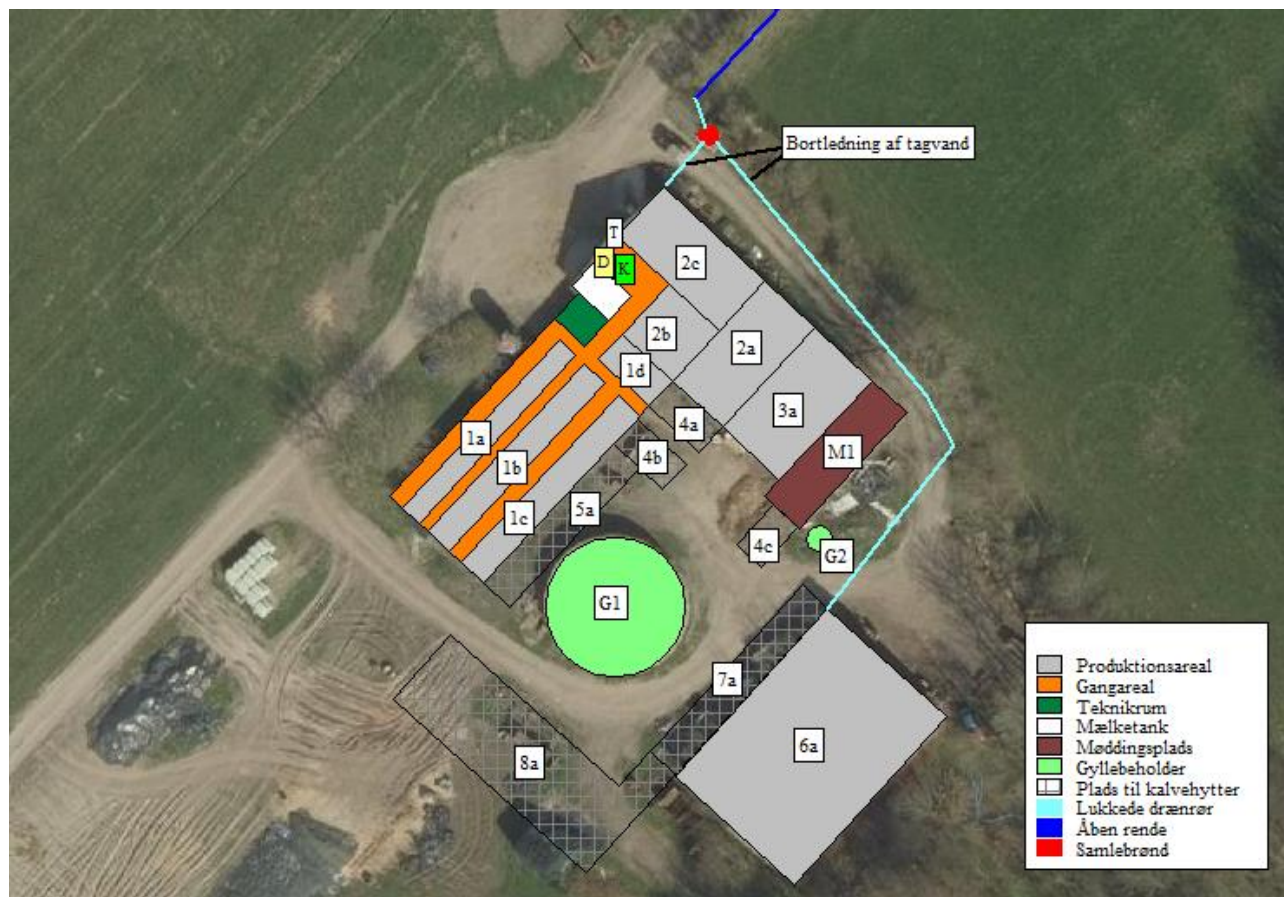 Bortledning af tagvand
T
D
K
2c
2b
2a
1d
3a
4a
1a
M1
4b
1b
5a
1c
4c
G2
G1
7a
6a
8a
Produktionsareal
Gangareal
Teknikrum
Mælketank
Møddingsplads
Gyllebeholder
Plads til kalvehytter
Lukkede drænrør
Åben rende
Samlebrønd